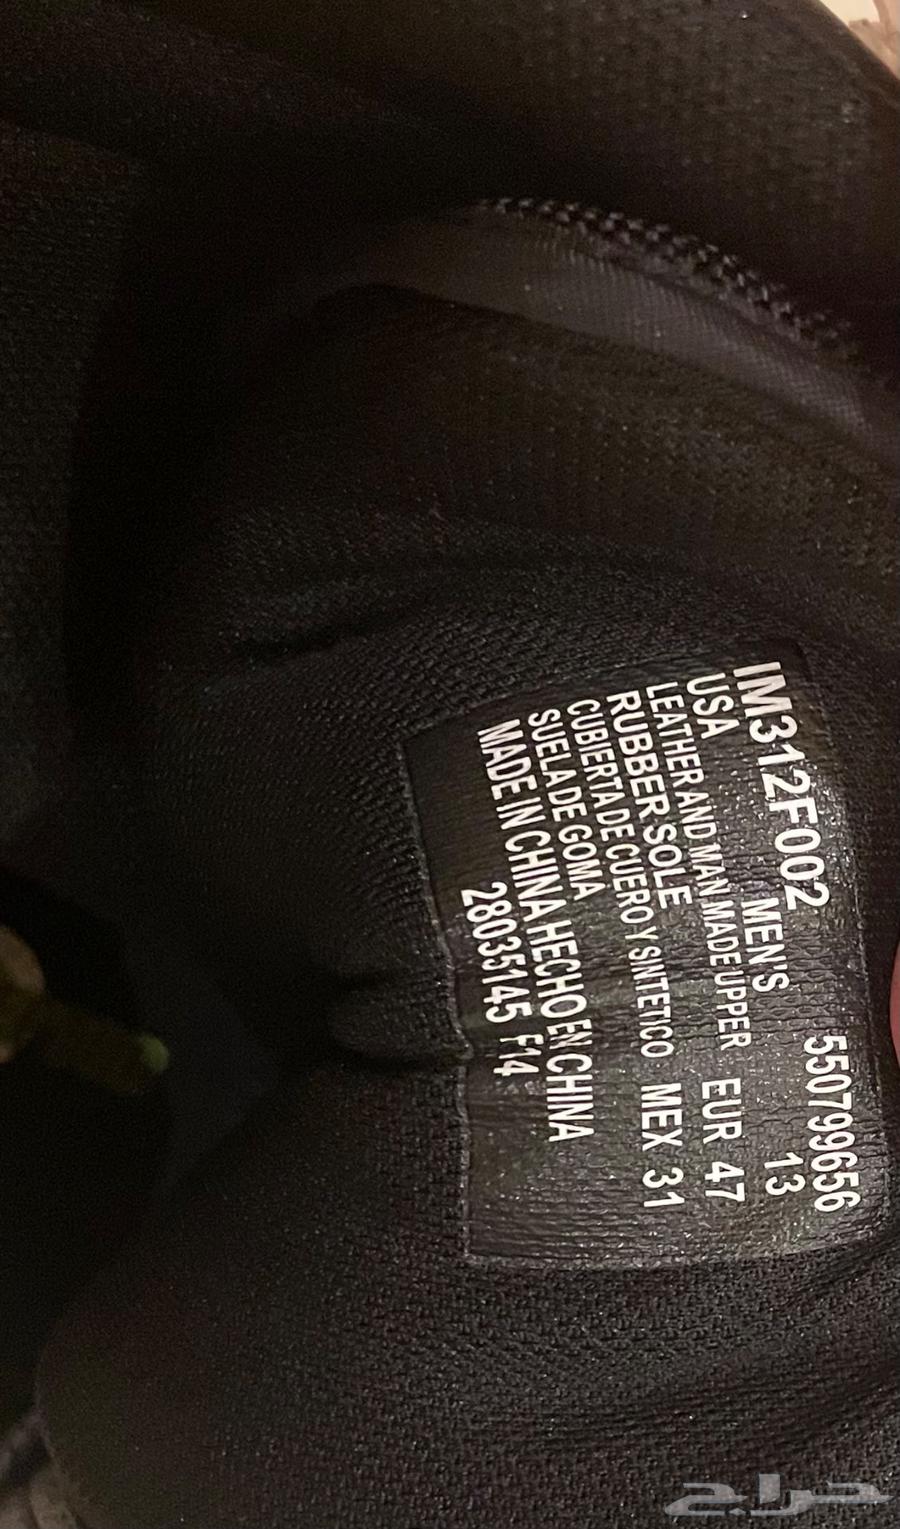 IM312F002 550799656
USA MEN'S 13
LEATHER AND MAN MADE UPPER EUR 47
RUBBER SOLE
CUBIERTA DE CUERO Y SINTETICO MEX 31
SUELA DE GOMA
MADE IN CHINA HECHO EN CHINA
28035145 F14
حراج